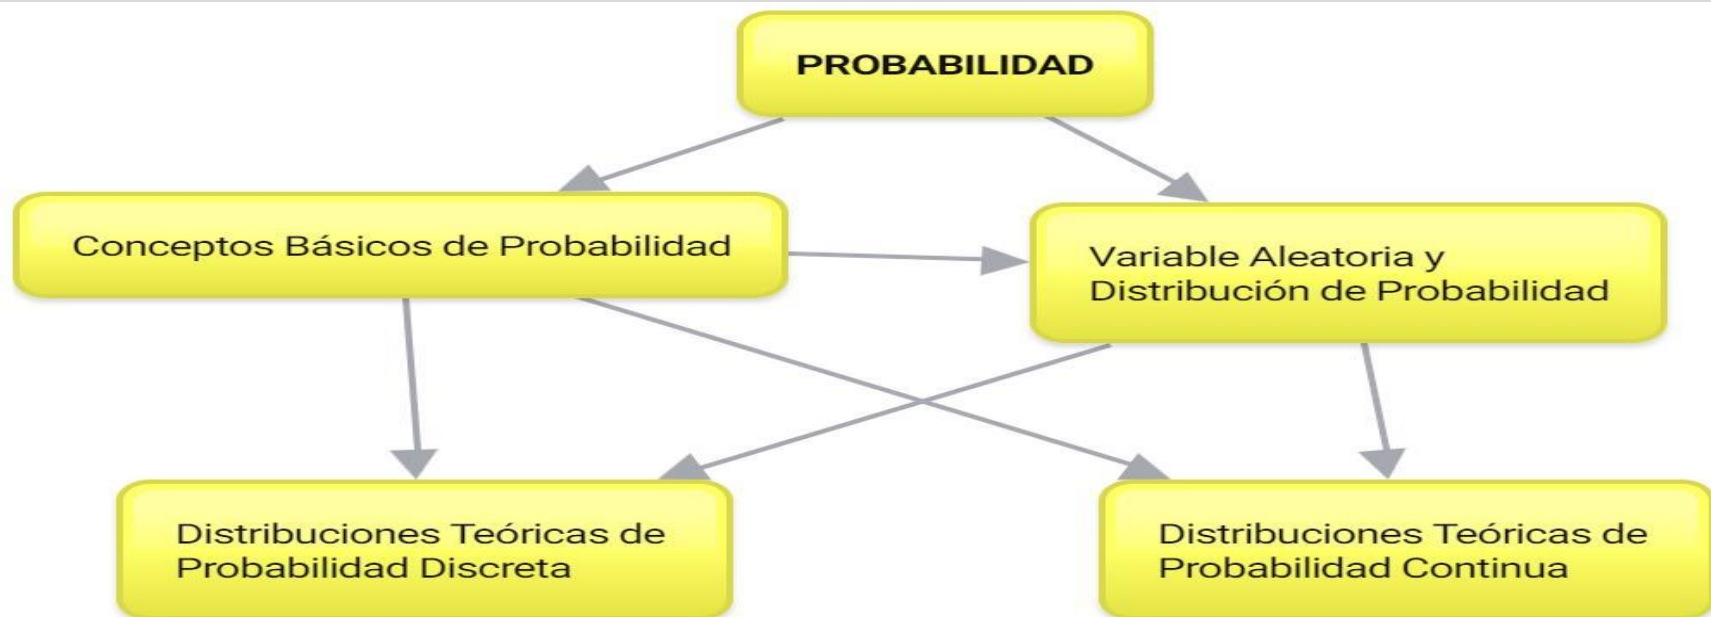 PROBABILIDAD
Conceptos Básicos de Probabilidad
Variable Aleatoria y
Distribución de Probabilidad
Distribuciones Teóricas de
Probabilidad Discreta
Distribuciones Teóricas de
Probabilidad Continua